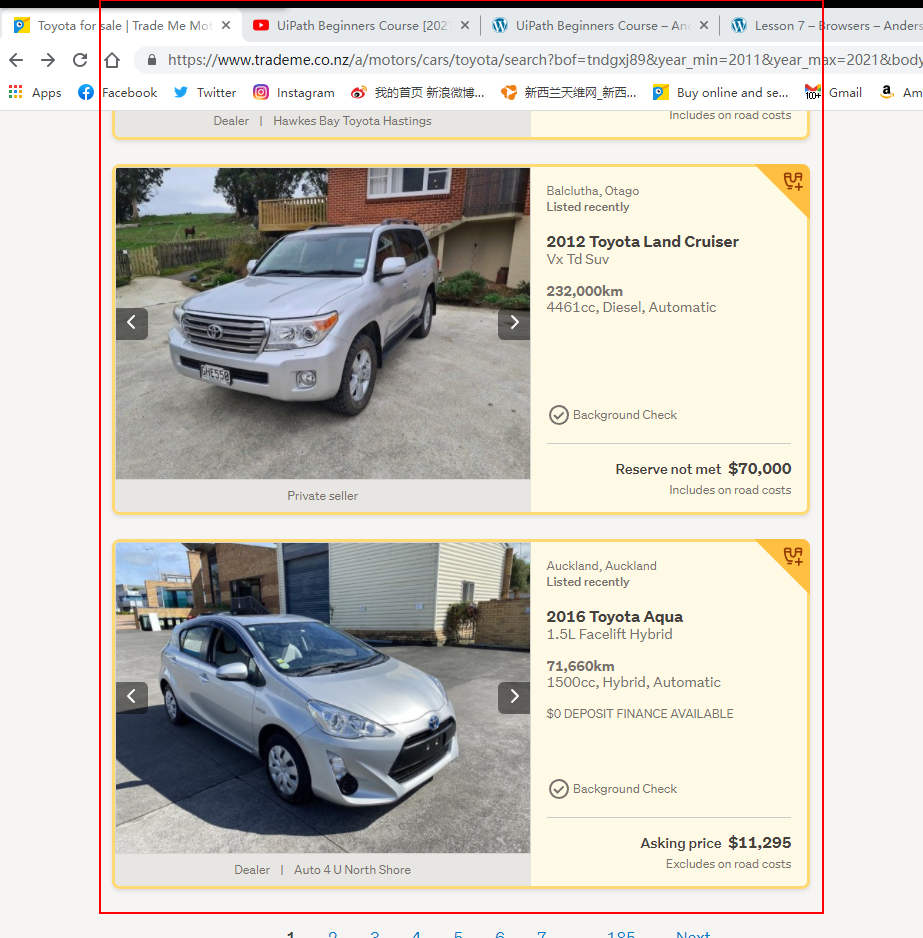 Toyota for sale | Trade Me Mot
UiPath Beginners Course [2021
UiPath Beginners Course – And
Lesson 7 – Browsers – Anders
https://www.trademe.co.nz/a/motors/cars/toyota/search?bof=tndgxj89&year_min=2011&year_max=2021&body
Apps
Facebook
Twitter
Instagram
我的首页 新浪微博...
新西兰天维网_新西...
Buy online and se...
100+
Gmail
Am
Dealer | Hawkes Bay Toyota Hastings
Includes on road costs
Balclutha, Otago
Listed recently
2012 Toyota Land Cruiser
Vx Td Suv
232,000km
4461cc, Diesel, Automatic
GHE550
Background Check
Reserve not met $70,000
Includes on road costs
Private seller
Auckland, Auckland
Listed recently
2016 Toyota Aqua
1.5L Facelift Hybrid
71,660km
1500cc, Hybrid, Automatic
$0 DEPOSIT FINANCE AVAILABLE
Background Check
Asking price $11,295
Excludes on road costs
Dealer | Auto 4 U North Shore
1 2 3 4 5 6 7 185 Next